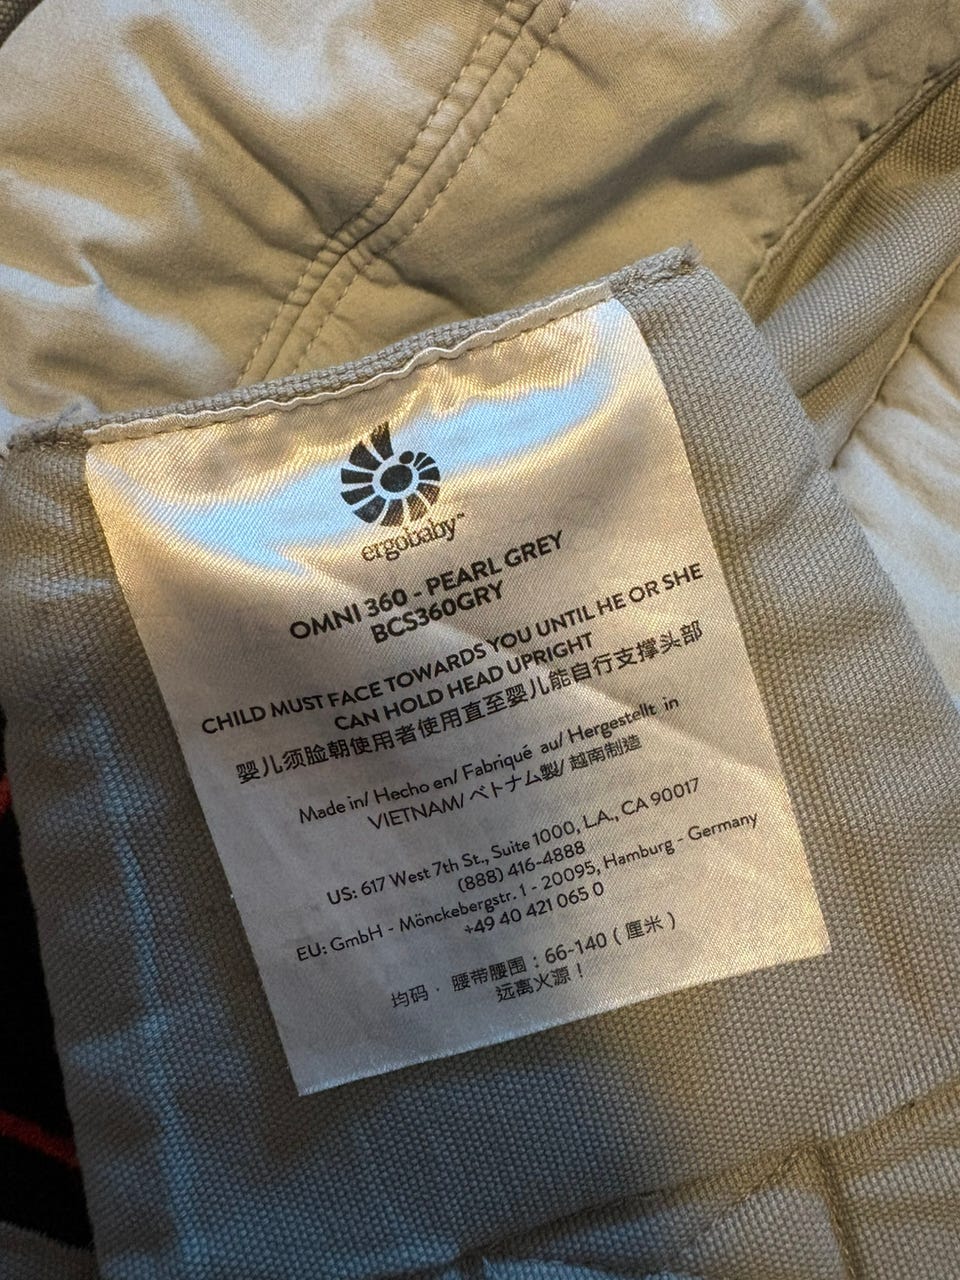 ergobaby™
OMNI 360 - PEARL GREY
BCS360GRY
CHILD MUST FACE TOWARDS YOU UNTIL HE OR SHE
CAN HOLD HEAD UPRIGHT
婴儿须脸朝使用者使用直至婴儿能自行支撑头部
Made in/ Hecho en/ Fabriqué au/ Hergestellt in
VIETNAM/ ベトナム製/ 越南制造
US: 617 West 7th St., Suite 1000, L.A., CA 90017
(888) 416-4888
EU: GmbH - Mönckebergstr. 1 - 20095, Hamburg - Germany
+49 40 421 065 0
均码 · 腰带腰围：66-140（厘米）
远离火源！